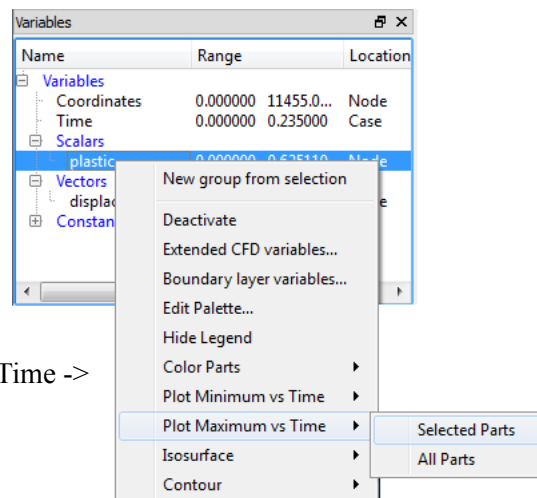 Variables
Name Range Location
Variables
Coordinates 0.000000 11455.0... Node
Time 0.000000 0.235000 Case
Scalars
plastic
Vectors
Constan
New group from selection
Deactivate
Extended CFD variables...
Boundary layer variables...
Edit Palette...
Hide Legend
Color Parts
Time ->
Plot Minimum vs Time
Plot Maximum vs Time
Selected Parts
All Parts
Isosurface
Contour